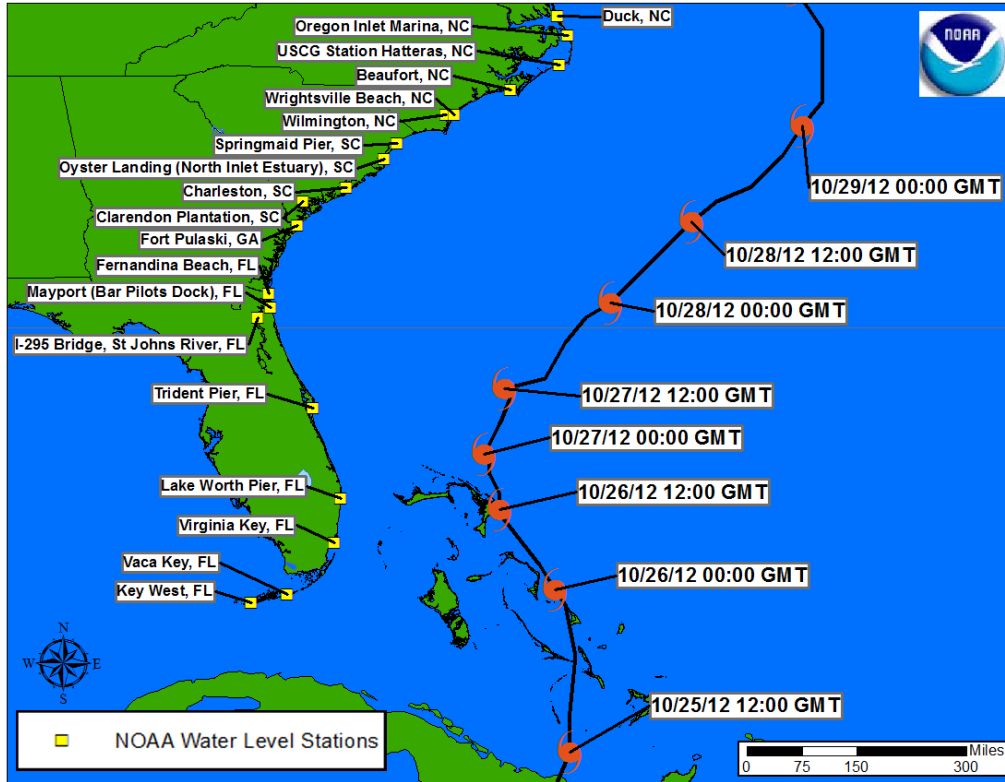 Duck, NC
Oregon Inlet Marina, NC
NOAA
USCG Station Hatteras, NC
Beaufort, NC
Wrightsville Beach, NC
Wilmington, NC
Springmaid Pier, SC
Oyster Landing (North Inlet Estuary), SC
10/29/12 00:00 GMT
Charleston, SC
Clarendon Plantation, SC
Fort Pulaski, GA
10/28/12 12:00 GMT
Fernandina Beach, FL
Mayport (Bar Pilots Dock), FL
10/28/12 00:00 GMT
I-295 Bridge, St Johns River, FL
Trident Pier, FL
10/27/12 12:00 GMT
10/27/12 00:00 GMT
Lake Worth Pier, FL
10/26/12 12:00 GMT
Virginia Key, FL
Vaca Key, FL
10/26/12 00:00 GMT
Key West, FL
N
W E
S
10/25/12 12:00 GMT
NOAA Water Level Stations
Miles
0 75 150 300